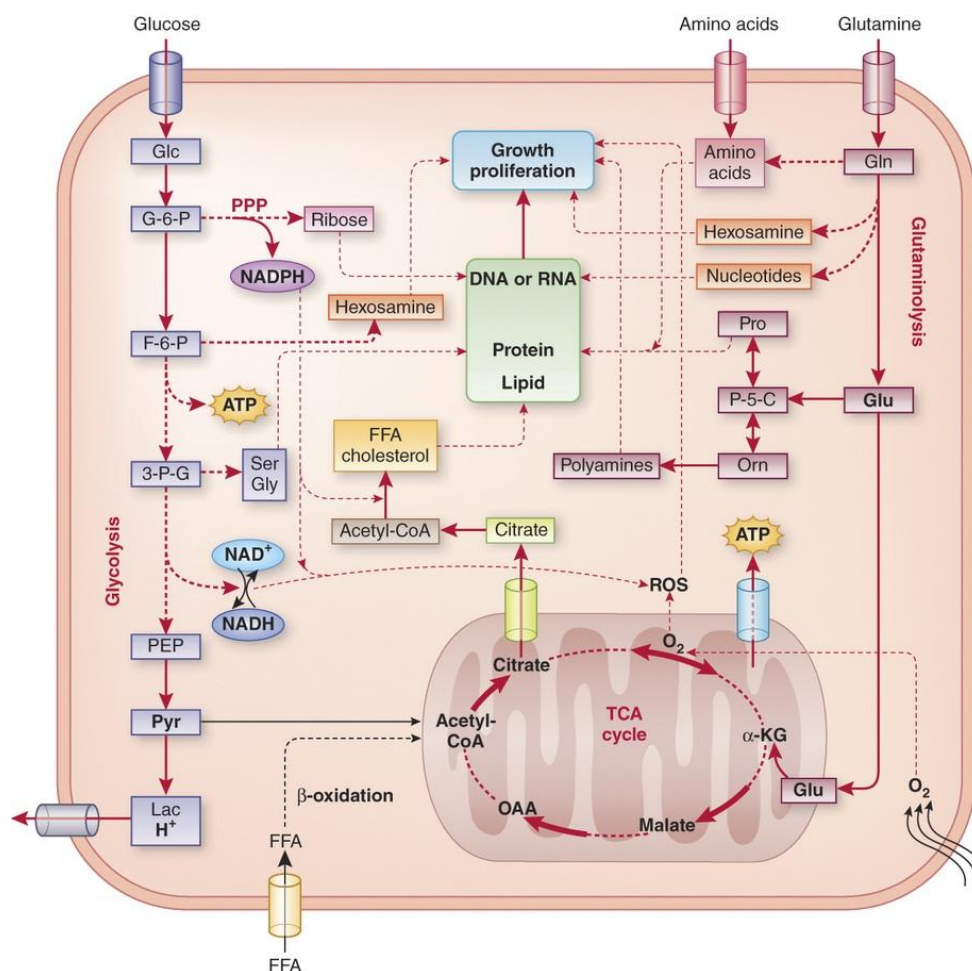 Glucose
Amino acids
Glutamine
Glc
Growth
proliferation
Amino
acids
Gln
G-6-P
PPP
Ribose
NADPH
Hexosamine
Nucleotides
Glutaminolysis
DNA or RNA
Protein
Lipid
Hexosamine
F-6-P
ATP
Pro
P-5-C
Glu
Orn
Polyamines
FFA
cholesterol
3-P-G
Ser
Gly
Acetyl-CoA
Citrate
ATP
Glycolysis
NAD+
NADH
ROS
O2
PEP
Citrate
Pyr
Acetyl-
CoA
TCA
cycle
α-KG
Glu
O2
OAA
Malate
β-oxidation
Lac
H+
FFA
FFA